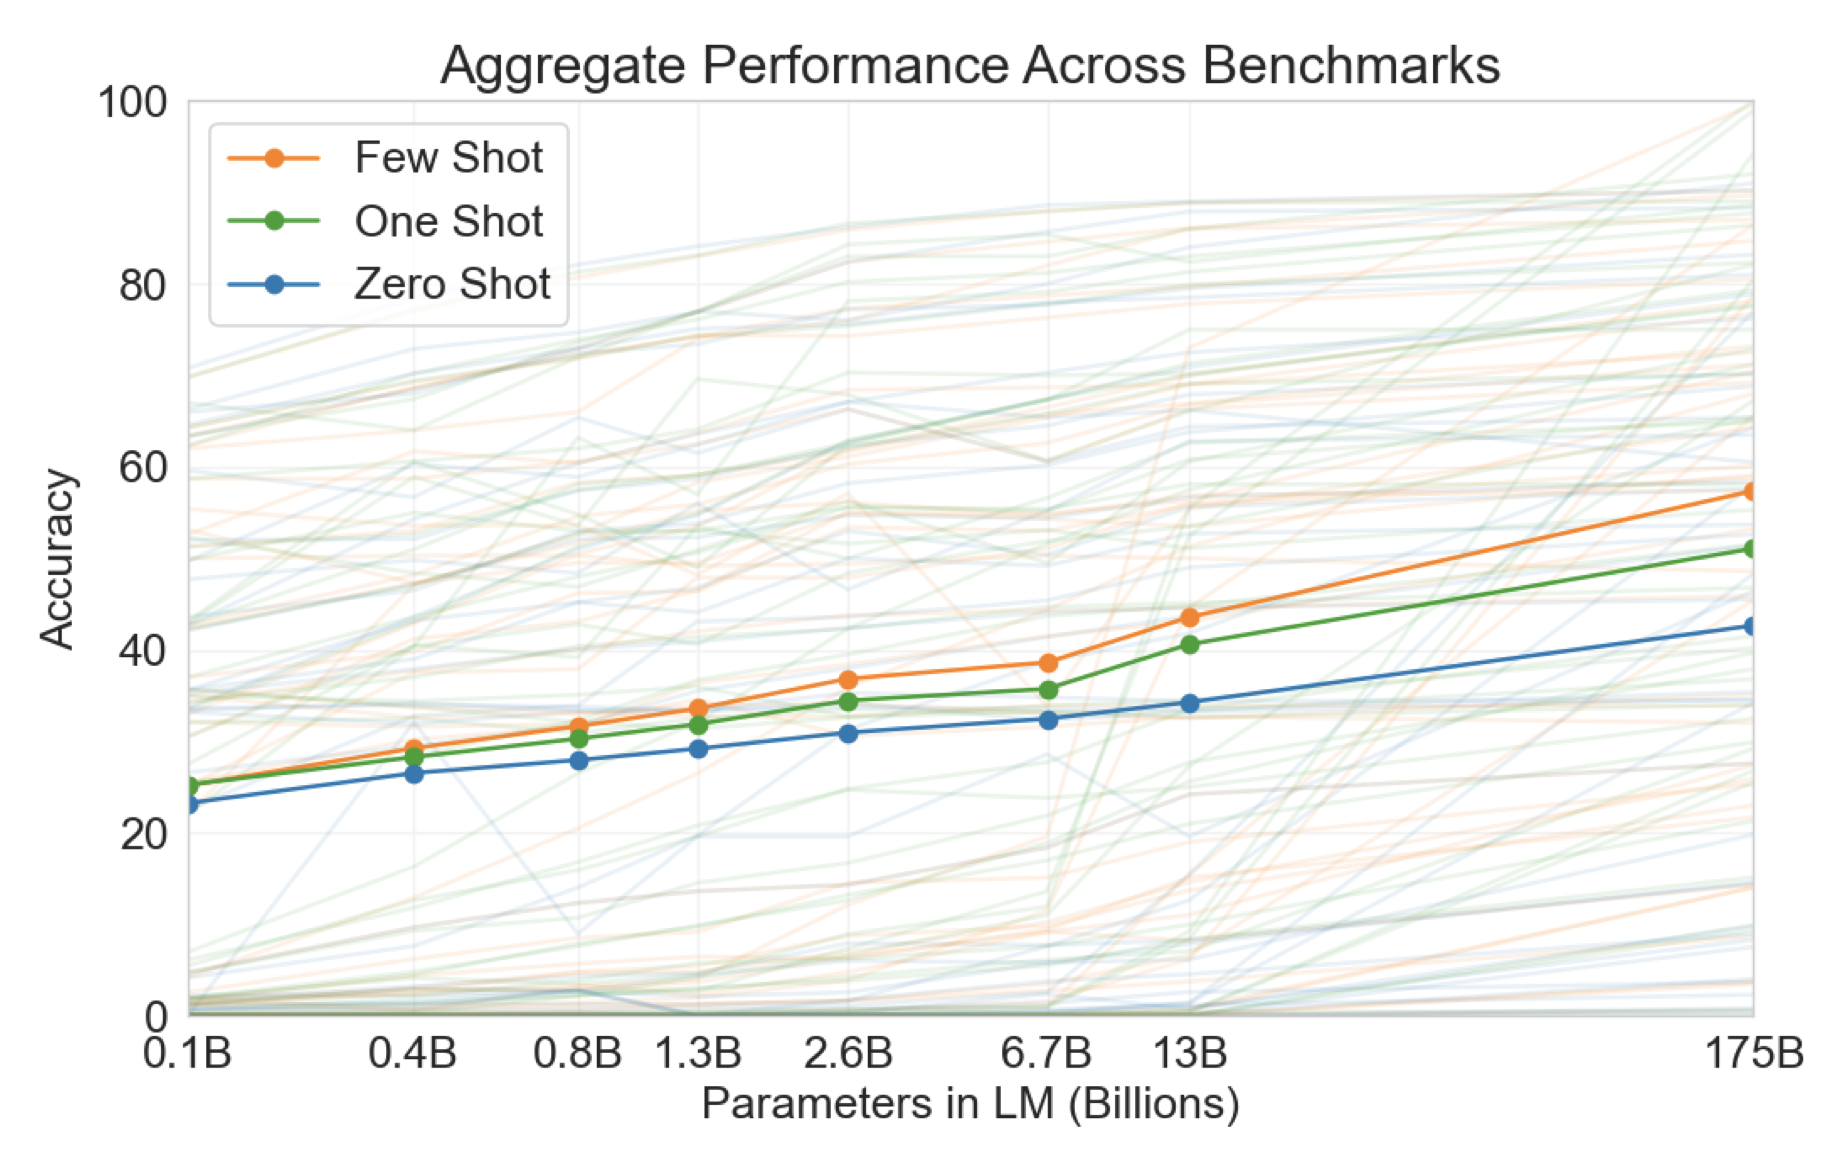 Aggregate Performance Across Benchmarks
100
80
60
40
20
0
Accuracy
Few Shot
One Shot
Zero Shot
0.1B 0.4B 0.8B 1.3B 2.6B 6.7B 13B 175B
Parameters in LM (Billions)